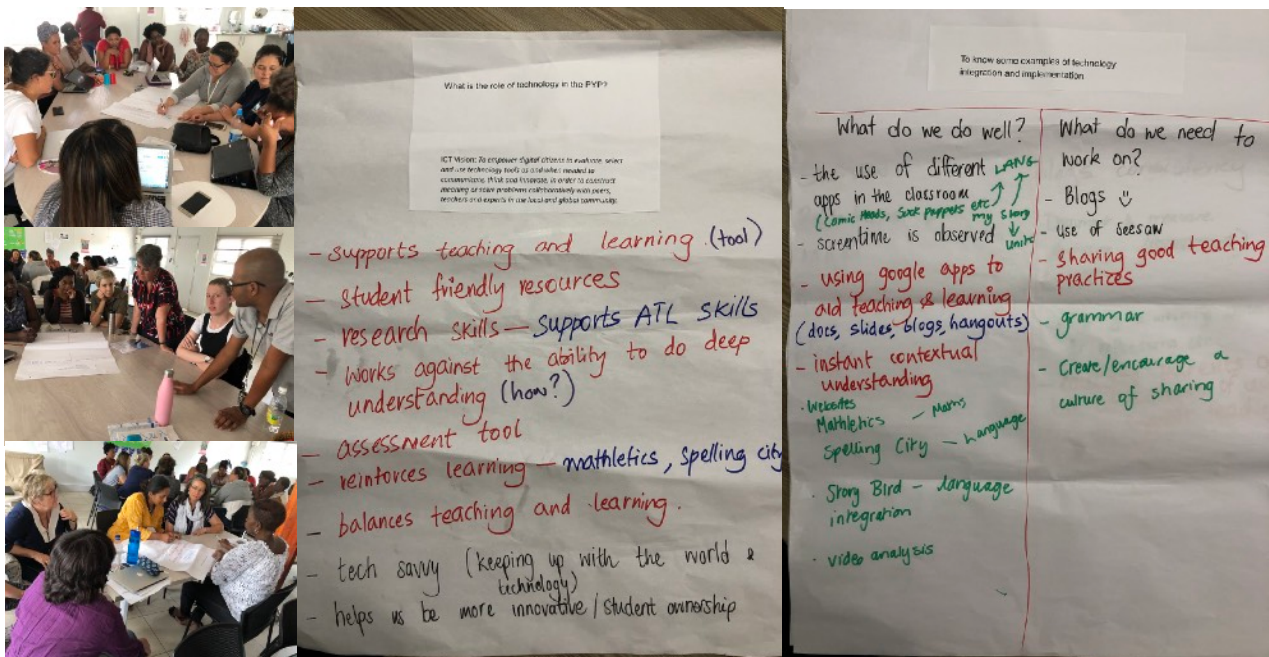 What is the role of technology in the PYP?
ICT Vision: To empower digital citizens to evaluate, select
and use technology tools as and when needed to
communicate, think and innovate, in order to construct
meaning or solve problems collaboratively with peers,
teachers and experts in the local and global community.
- supports teaching and learning (tool)
- student friendly resources
- research skills - supports ATL skills
- Works against the ability to do deep
understanding (how?)
- assessment tool
- reinforces learning - mathletics, spelling city
- balances teaching and learning.
- tech savvy (keeping up with the world &
technology)
- helps us be more innovative / student ownership
To know some examples of technology
integration and implementation
What do we do well?
- the use of different LANG
apps in the classroom
(Comic Heads, Sock puppets etc my story
- screentime is observed units
- using google apps to
aid teaching & learning
(docs, slides, blogs, hangouts)
- instant contextual
understanding
. Websites
Mathletics - Maths
Spelling City - Language
. Story Bird - language
integration
. video analysis
What do we need to
work on?
- Blogs
- use of seesaw
- sharing good teaching
practices
- grammar
- Create/encourage a
culture of sharing